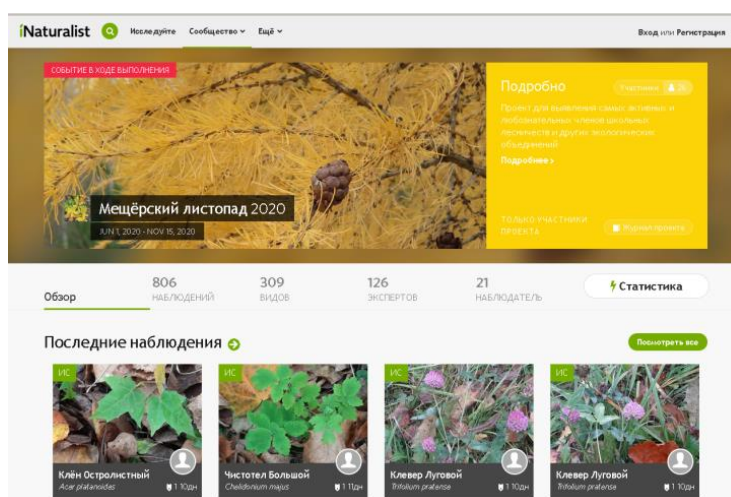 iNaturalist Исследуйте Сообщество Ещё Вход или Регистрация
СОБЫТИЕ В ХОДЕ ВЫПОЛНЕНИЯ
Мещёрский листопад 2020
JUN 1, 2020 - NOV 15, 2020
Подробно Участники
Проект для выявления самых активных и
любознательных членов школьных
лесничеств и других экологических
объединений
Подробнее >
ТОЛЬКО УЧАСТНИКИ
ПРОЕКТА
Журнал проекта
Обзор
806
НАБЛЮДЕНИЙ
309
ВИДОВ
126
ЭКСПЕРТОВ
21
НАБЛЮДАТЕЛЬ
Статистика
Последние наблюдения
Посмотреть все
ИС
Клён Остролистный
Acer platanoides 1 10дн
ИС
Чистотел Большой
Chelidonium majus 1 11дн
ИС
Клевер Луговой
Trifolium pratense 1 10дн
ИС
Клевер Луговой
Trifolium pratense 1 10дн